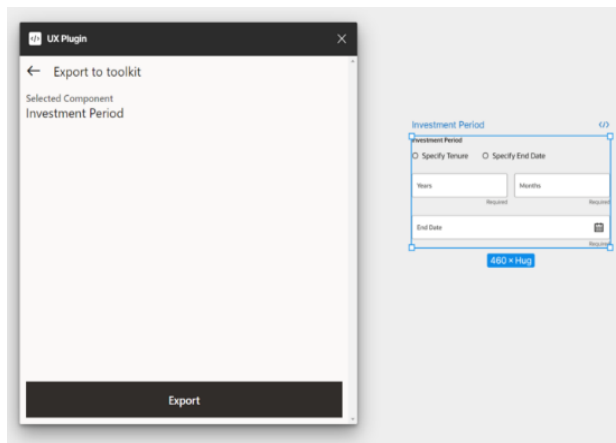 </> UX Plugin
Export to toolkit
Selected Component
Investment Period
Export
Investment Period </>
Investment Period
Specify Tenure Specify End Date
Years Months
Required Required
End Date
Required
460 × Hug